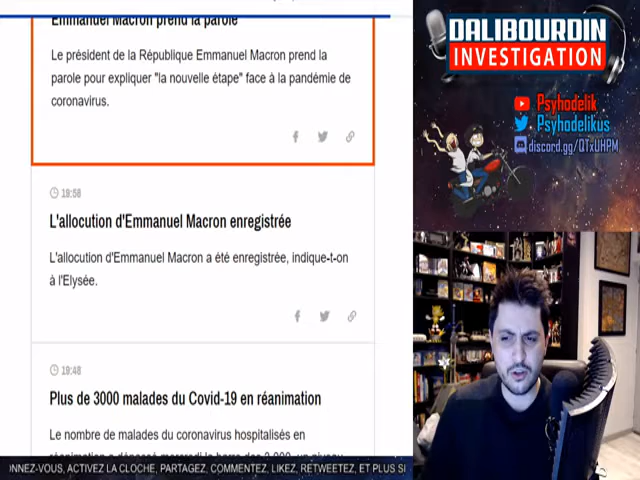 Emmanuel Macron prend la parole
Le président de la République Emmanuel Macron prend la
parole pour expliquer "la nouvelle étape" face à la pandémie de
coronavirus.
19:58
L'allocution d'Emmanuel Macron enregistrée
L'allocution d'Emmanuel Macron a été enregistrée, indique-t-on
à l'Elysée.
19:48
Plus de 3000 malades du Covid-19 en réanimation
Le nombre de malades du coronavirus hospitalisés en
ONNEZ-VOUS, ACTIVEZ LA CLOCHE, PARTAGEZ, COMMENTEZ, LIKEZ, RETWEETEZ, ET PLUS SI
DALIBOURDIN
INVESTIGATION
Psyhodelik
Psyhodelikus
discord.gg/QTxUHPM